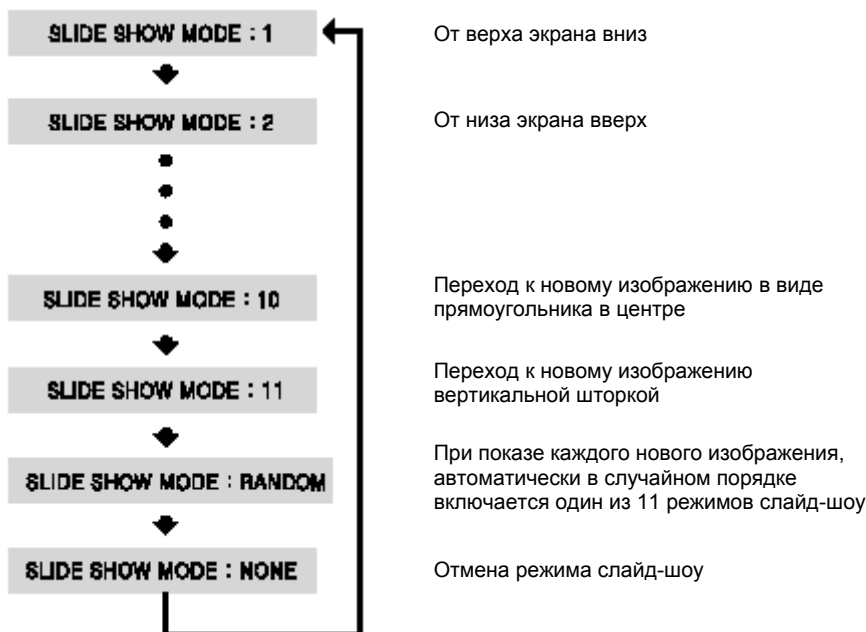 SLIDE SHOW MODE : 1
От верха экрана вниз
SLIDE SHOW MODE : 2
От низа экрана вверх
SLIDE SHOW MODE : 10
Переход к новому изображению в виде
прямоугольника в центре
SLIDE SHOW MODE : 11
Переход к новому изображению
вертикальной шторкой
SLIDE SHOW MODE : RANDOM
При показе каждого нового изображения,
автоматически в случайном порядке
включается один из 11 режимов слайд-шоу
SLIDE SHOW MODE : NONE
Отмена режима слайд-шоу